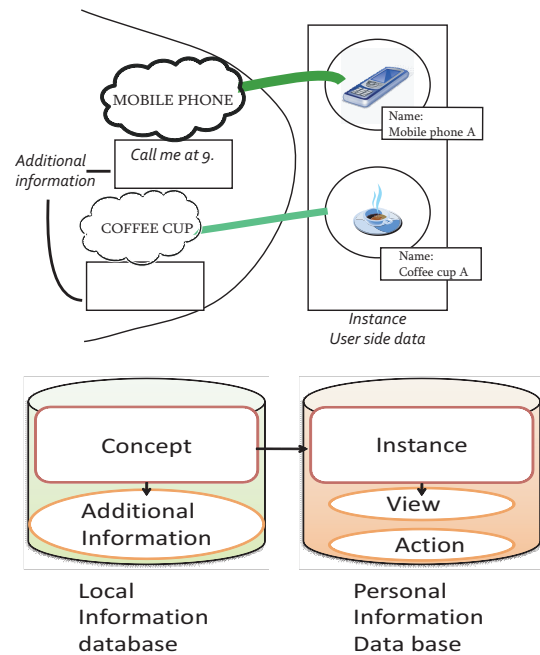 MOBILE PHONE
Name:
Mobile phone A
Call me at 9.
Additional
information
COFFEE CUP
Name:
Coffee cup A
Instance
User side data
Concept
Instance
Additional
Information
View
Action
Local
Information
database
Personal
Information
Data base